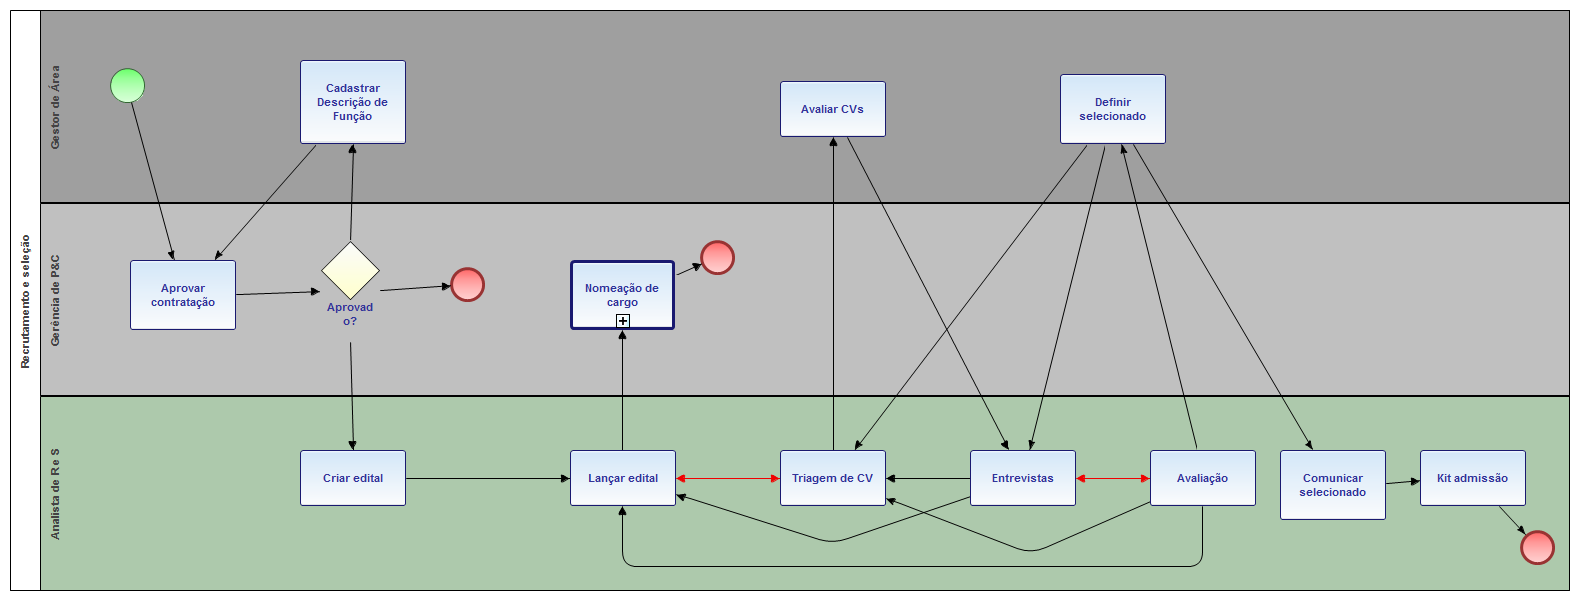 Recrutamento e seleção
Gestor de Área
Cadastrar
Descrição de
Função
Avaliar CVs
Definir
selecionado
Gerência de P&C
Aprovar
contratação
Aprovad
o?
Nomeação de
cargo
Analista de R e S
Criar edital
Lançar edital
Triagem de CV
Entrevistas
Avaliação
Comunicar
selecionado
Kit admissão